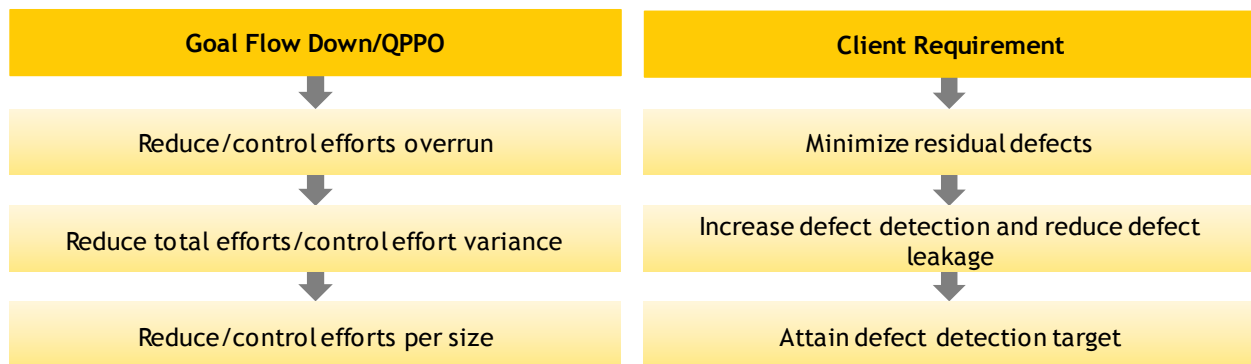 Goal Flow Down/QPPO
Reduce/control efforts overrun
Reduce total efforts/control effort variance
Reduce/control efforts per size
Client Requirement
Minimize residual defects
Increase defect detection and reduce defect
leakage
Attain defect detection target